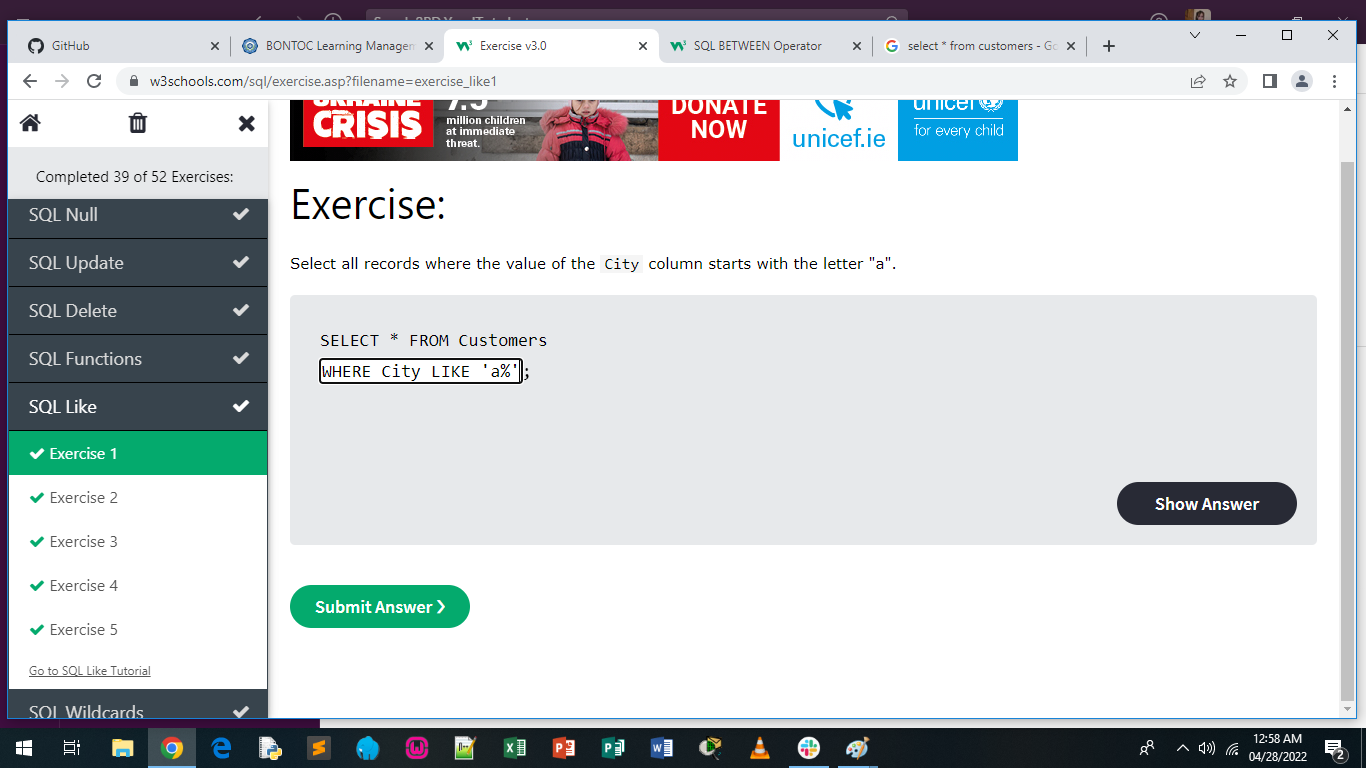 GitHub
BONTOC Learning Managem
Exercise v3.0
SQL BETWEEN Operator
select * from customers - Go
w3schools.com/sql/exercise.asp?filename=exercise_like1
CRISIS
million children
at immediate
threat.
DONATE
NOW
unicef.ie
unicef
for every child
Completed 39 of 52 Exercises:
SQL Null
SQL Update
SQL Delete
SQL Functions
SQL Like
Exercise 1
Exercise 2
Exercise 3
Exercise 4
Exercise 5
Go to SQL Like Tutorial
SQL Wildcards
Exercise:
Select all records where the value of the City column starts with the letter "a".
SELECT * FROM Customers
WHERE City LIKE 'a%';
Show Answer
Submit Answer ❯
12:58 AM
04/28/2022
2